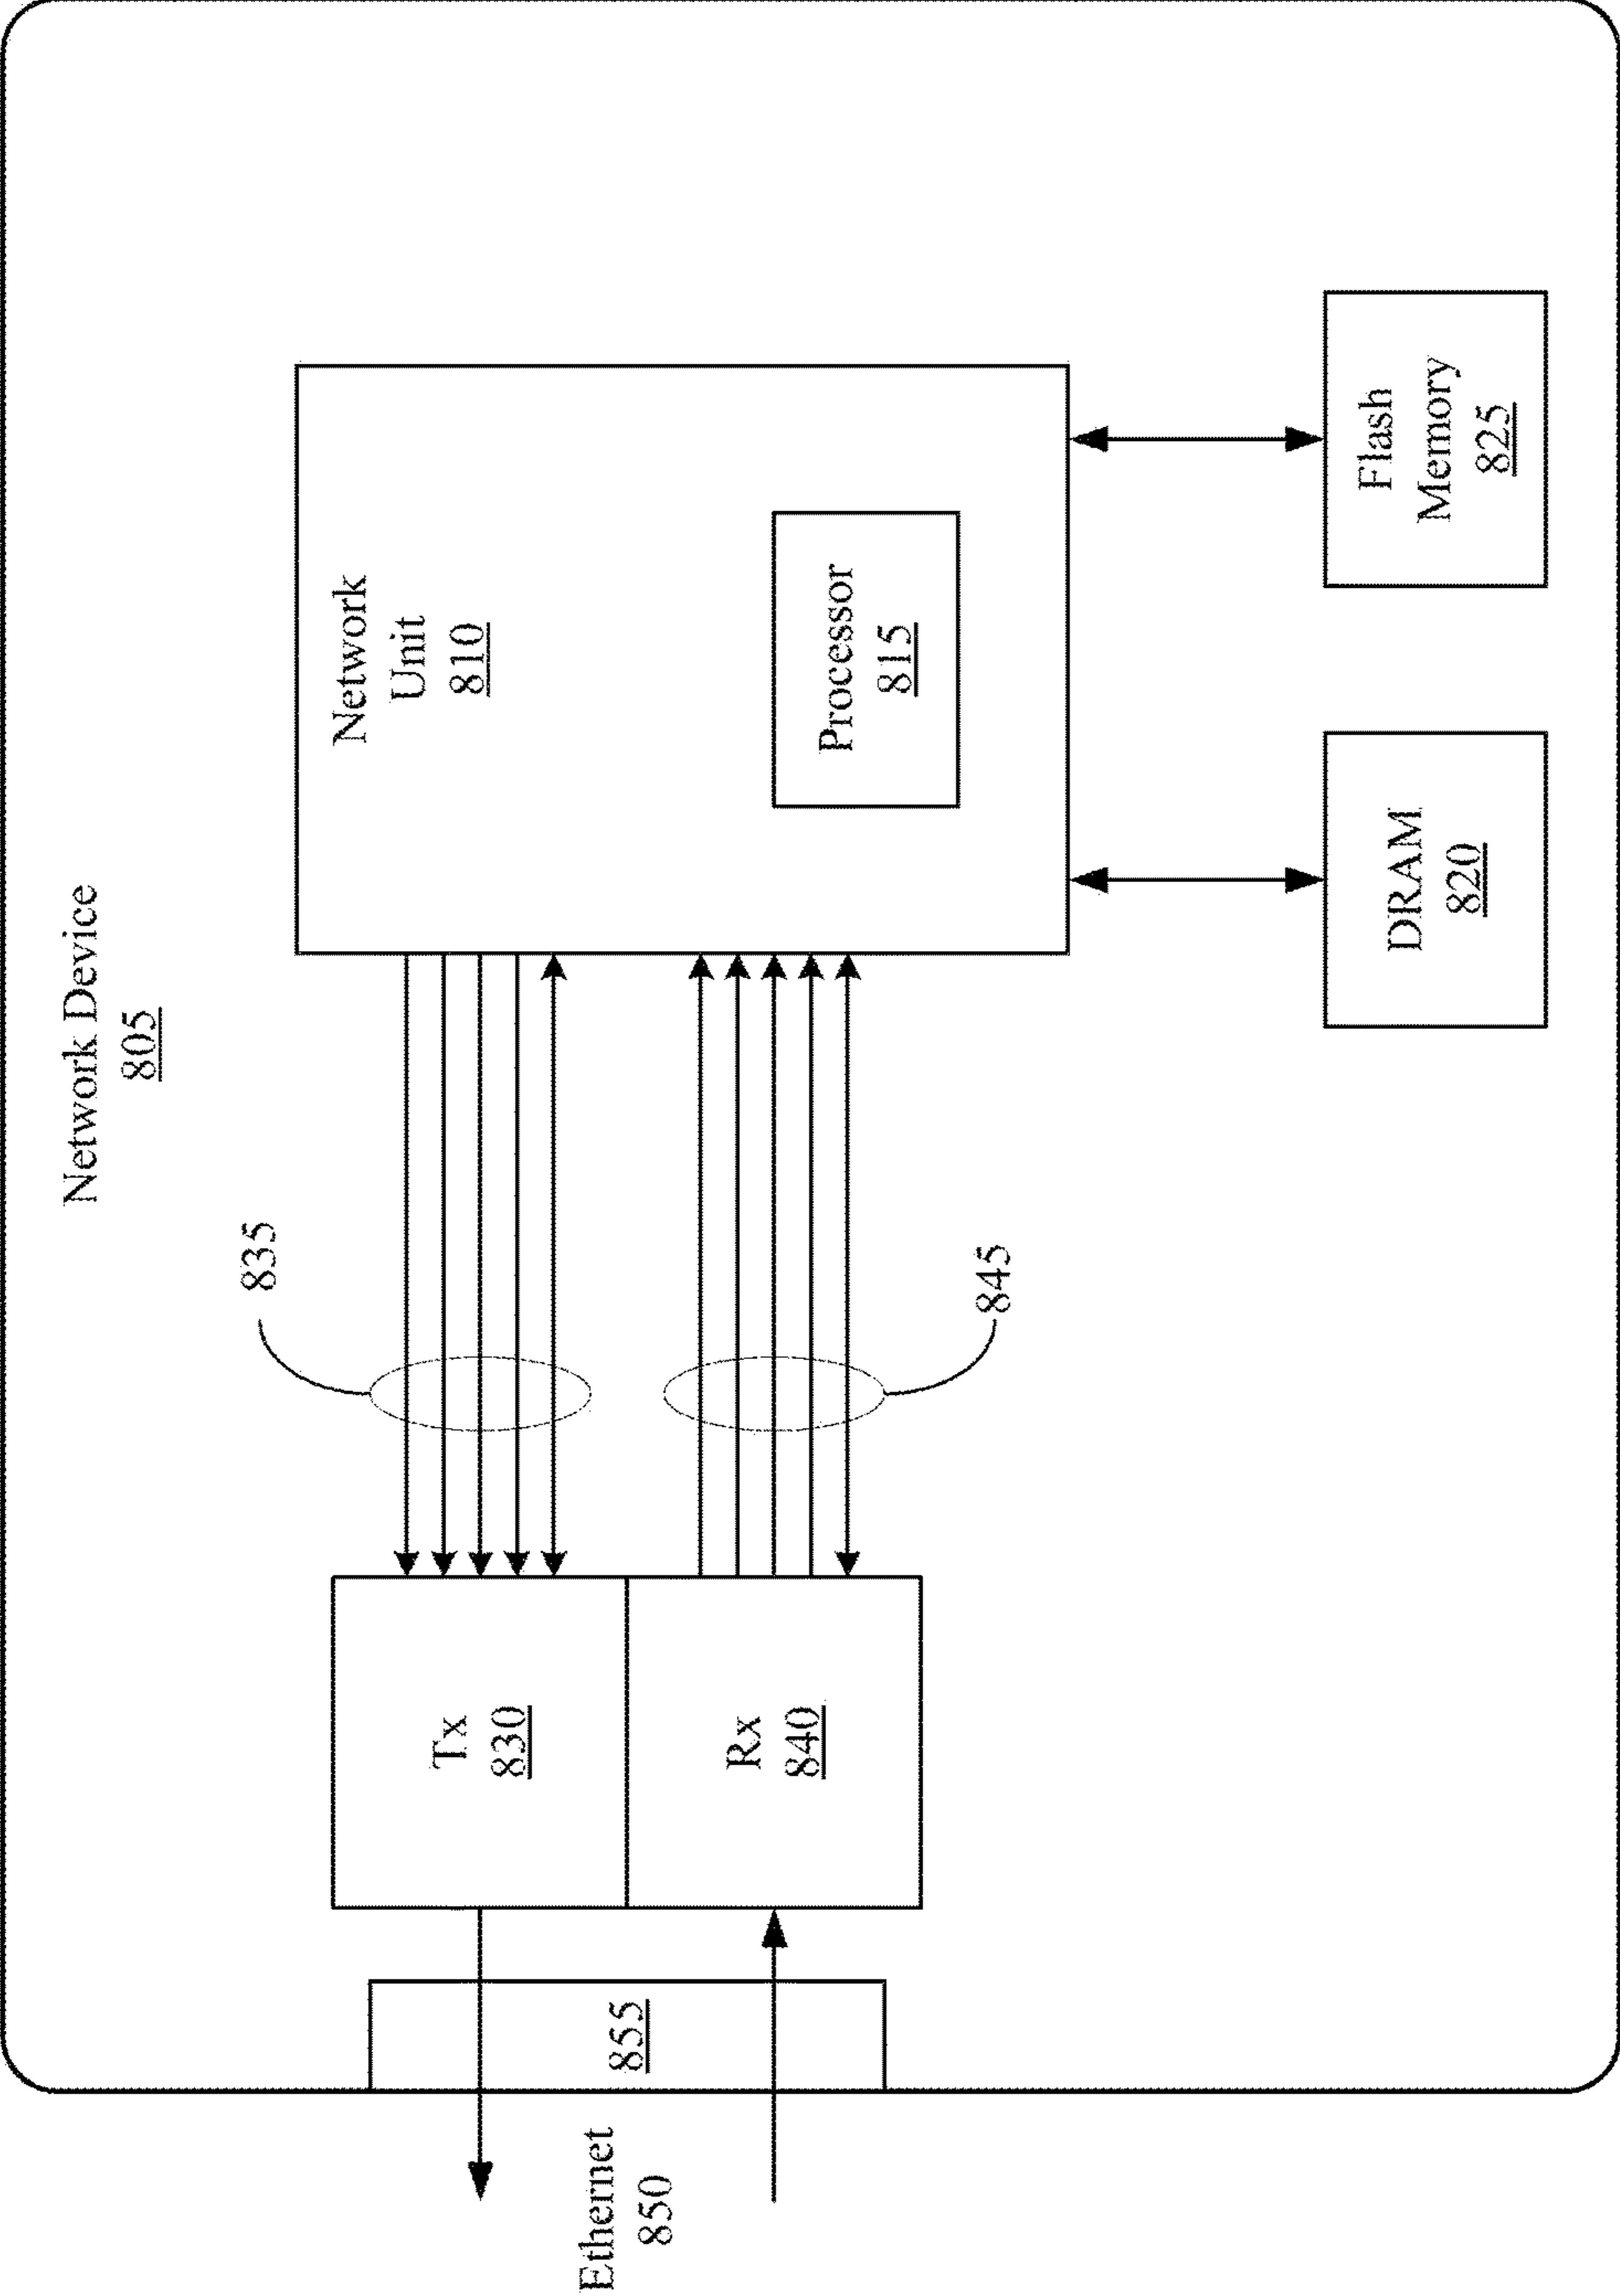 Network Device
805
835
Network
Unit
810
Tx
830
Ethernet
850
855
Rx
840
Processor
815
845
DRAM
820
Flash
Memory
825